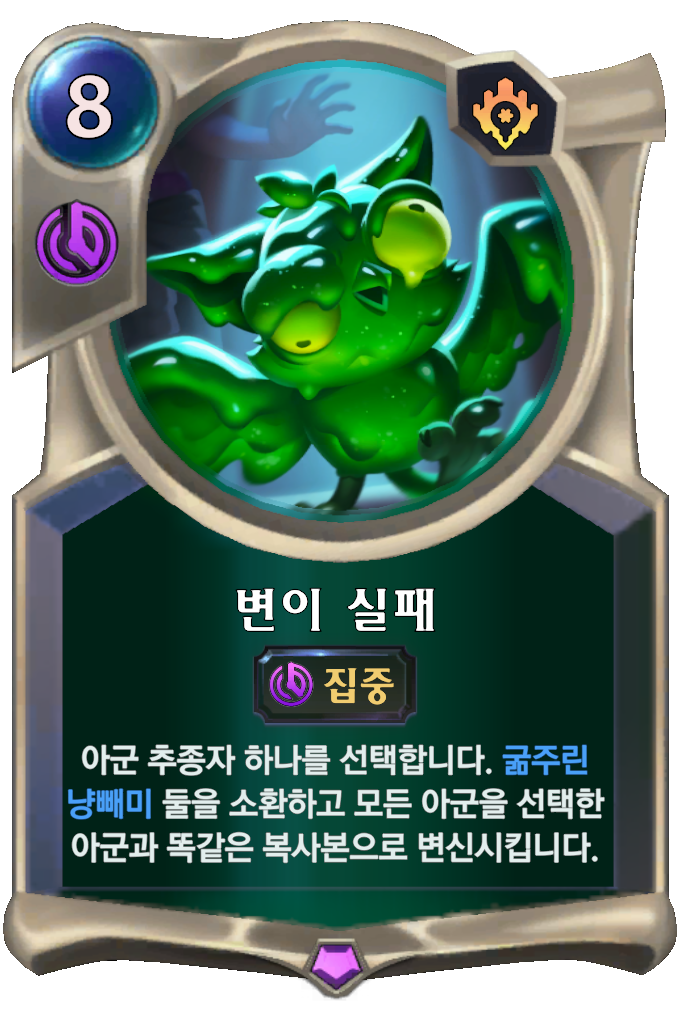 8
변이 실패
집중
아군 추종자 하나를 선택합니다. 굶주린
냥빼미 둘을 소환하고 모든 아군을 선택한
아군과 똑같은 복사본으로 변신시킵니다.